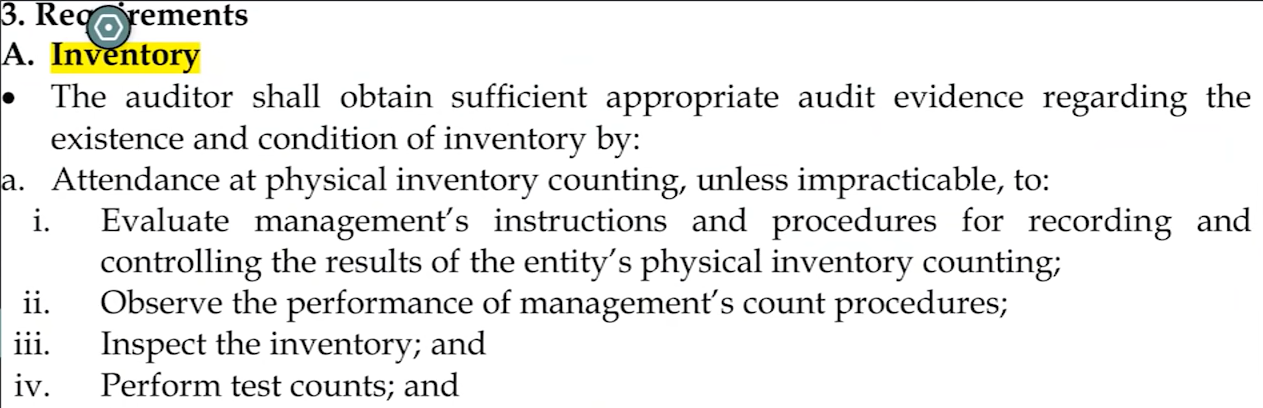 3. Requirements
A. Inventory
• The auditor shall obtain sufficient appropriate audit evidence regarding the
existence and condition of inventory by:
a. Attendance at physical inventory counting, unless impracticable, to:
i. Evaluate management's instructions and procedures for recording and
controlling the results of the entity's physical inventory counting;
ii. Observe the performance of management's count procedures;
iii. Inspect the inventory; and
iv. Perform test counts; and